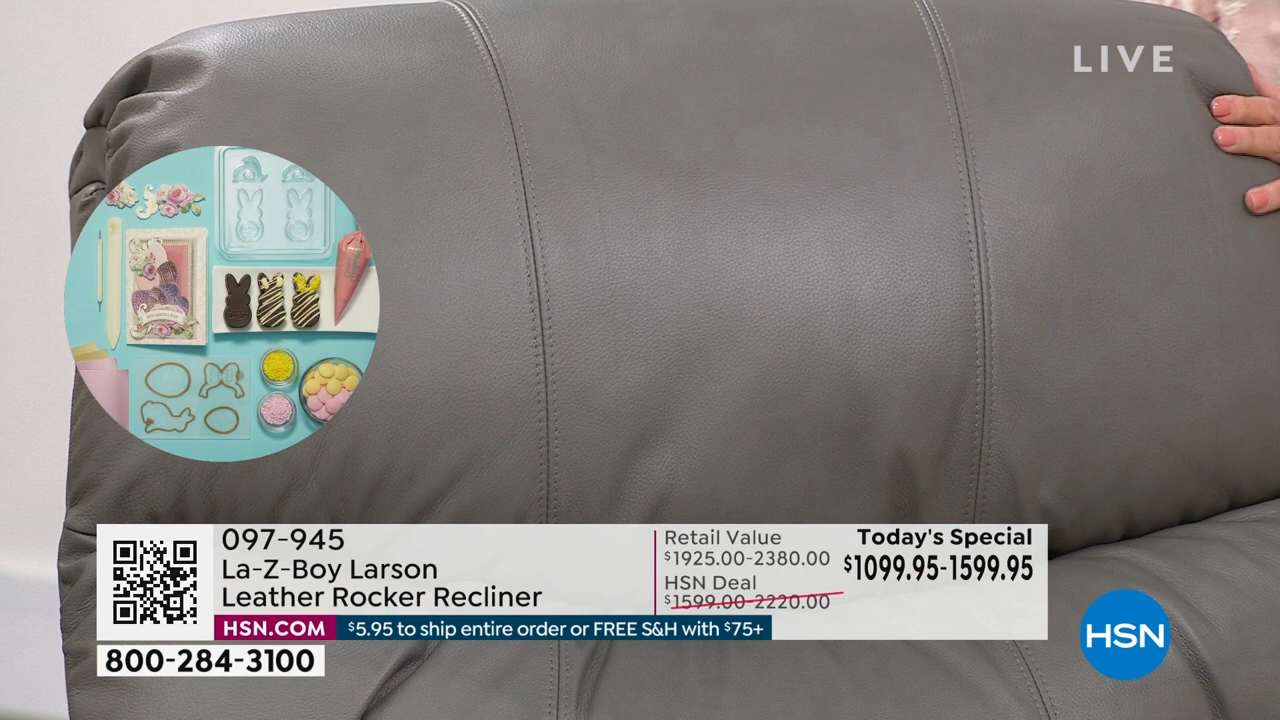 LIVE
097-945
La-Z-Boy Larson
Leather Rocker Recliner
Retail Value
$1925.00-2380.00
HSN Deal
$1599.00-2220.00
Today's Special
$1099.95-1599.95
HSN.COM
$5.95 to ship entire order or FREE S&H with $75+
800-284-3100
HSN